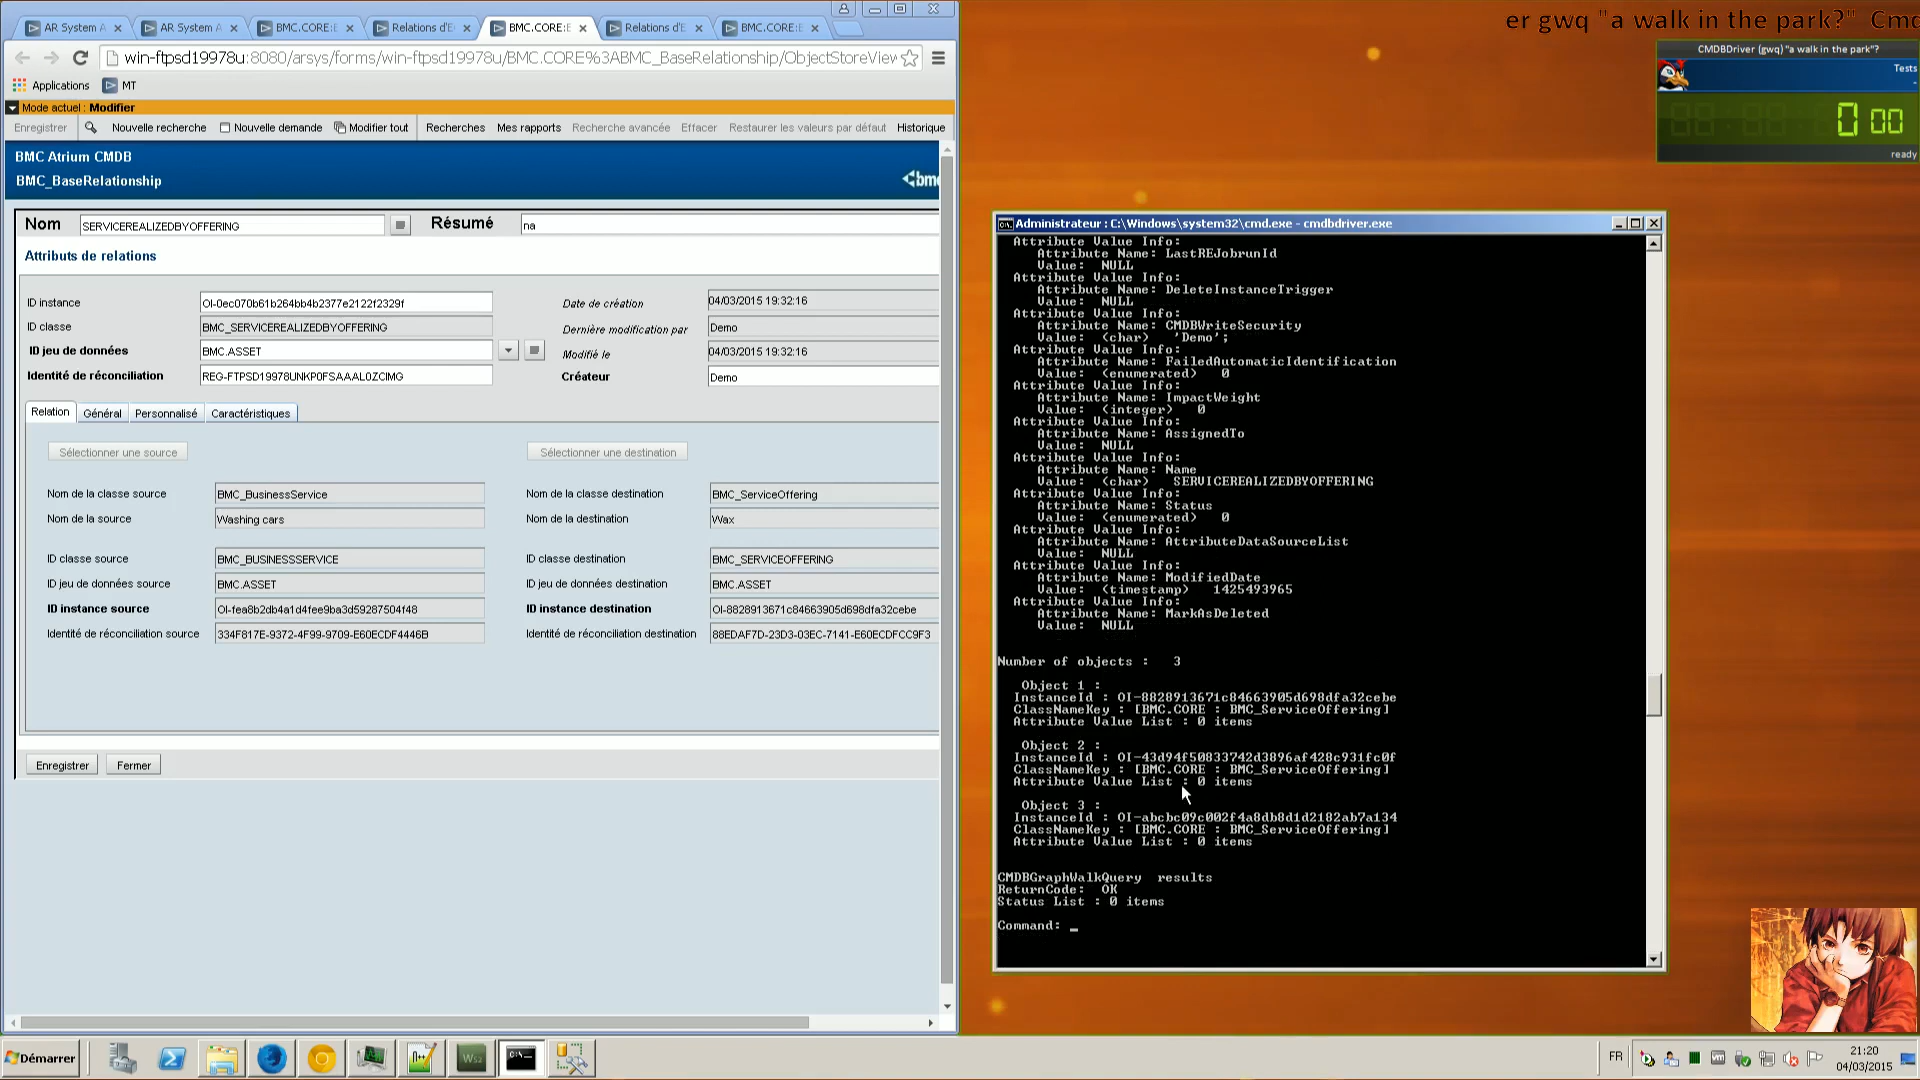 er gwq "a walk in the park?" Cmd
AR System A
AR System A
BMC.CORE:E
Relations d'E
BMC.CORE:E
Relations d'E
BMC.CORE:E
win-ftpsd19978u:8080/arsys/forms/win-ftpsd19978u/BMC.CORE%3ABMC_BaseRelationship/ObjectStoreView
Applications
MT
Mode actuel : Modifier
Enregistrer
Nouvelle recherche
Nouvelle demande
Modifier tout
Recherches
Mes rapports
Recherche avancée
Effacer
Restaurer les valeurs par défaut
Historique
BMC Atrium CMDB
BMC_BaseRelationship
bmc
Nom
SERVICEREALIZEDBYOFFERING
Résumé
na
Attributs de relations
ID instance
OI-0ec070b61b264bb4b2377e2122f2329f
Date de création
04/03/2015 19:32:16
ID classe
BMC_SERVICEREALIZEDBYOFFERING
Dernière modification par
Demo
ID jeu de données
BMC.ASSET
Modifié le
04/03/2015 19:32:16
Identité de réconciliation
REG-FTPSD19978UNKP0FSAAAL0ZCIMG
Créateur
Demo
Relation
Général
Personnalisé
Caractéristiques
Sélectionner une source
Sélectionner une destination
Nom de la classe source
BMC_BusinessService
Nom de la classe destination
BMC_ServiceOffering
Nom de la source
Washing cars
Nom de la destination
Wax
ID classe source
BMC_BUSINESSSERVICE
ID classe destination
BMC_SERVICEOFFERING
ID jeu de données source
BMC.ASSET
ID jeu de données destination
BMC.ASSET
ID instance source
OI-fea8b2db4a1d4fee9ba3d59287504f48
ID instance destination
OI-8828913671c84663905d698dfa32cebe
Identité de réconciliation source
334F817E-9372-4F99-9709-E60ECDF4446B
Identité de réconciliation destination
88EDAF7D-23D3-03EC-7141-E60ECDFCC9F3
Enregistrer
Fermer
CMDBDriver (gwq) "a walk in the park"?
Tests
-
0 00
ready
Administrateur : C:\Windows\system32\cmd.exe - cmdbdriver.exe
Attribute Value Info:
Attribute Name: LastREJobrunId
Value: NULL
Attribute Value Info:
Attribute Name: DeleteInstanceTrigger
Value: NULL
Attribute Value Info:
Attribute Name: CMDBWriteSecurity
Value: (char) 'Demo';
Attribute Value Info:
Attribute Name: FailedAutomaticIdentification
Value: (enumerated) 0
Attribute Value Info:
Attribute Name: ImpactWeight
Value: (integer) 0
Attribute Value Info:
Attribute Name: AssignedTo
Value: NULL
Attribute Value Info:
Attribute Name: Name
Value: (char) SERVICEREALIZEDBYOFFERING
Attribute Value Info:
Attribute Name: Status
Value: (enumerated) 0
Attribute Value Info:
Attribute Name: AttributeDataSourceList
Value: NULL
Attribute Value Info:
Attribute Name: ModifiedDate
Value: (timestamp) 1425493965
Attribute Value Info:
Attribute Name: MarkAsDeleted
Value: NULL
Number of objects : 3
Object 1 :
InstanceId : OI-8828913671c84663905d698dfa32cebe
ClassNameKey : [BMC.CORE : BMC_ServiceOffering]
Attribute Value List : 0 items
Object 2 :
InstanceId : OI-43d94f50833742d3896af428c931fc0f
ClassNameKey : [BMC.CORE : BMC_ServiceOffering]
Attribute Value List : 0 items
Object 3 :
InstanceId : OI-abcbc09c002f4a8db8d1d2182ab7a134
ClassNameKey : [BMC.CORE : BMC_ServiceOffering]
Attribute Value List : 0 items
CMDBGraphWalkQuery results
ReturnCode: OK
Status List : 0 items
Command: _
Démarrer
FR
21:20
04/03/2015